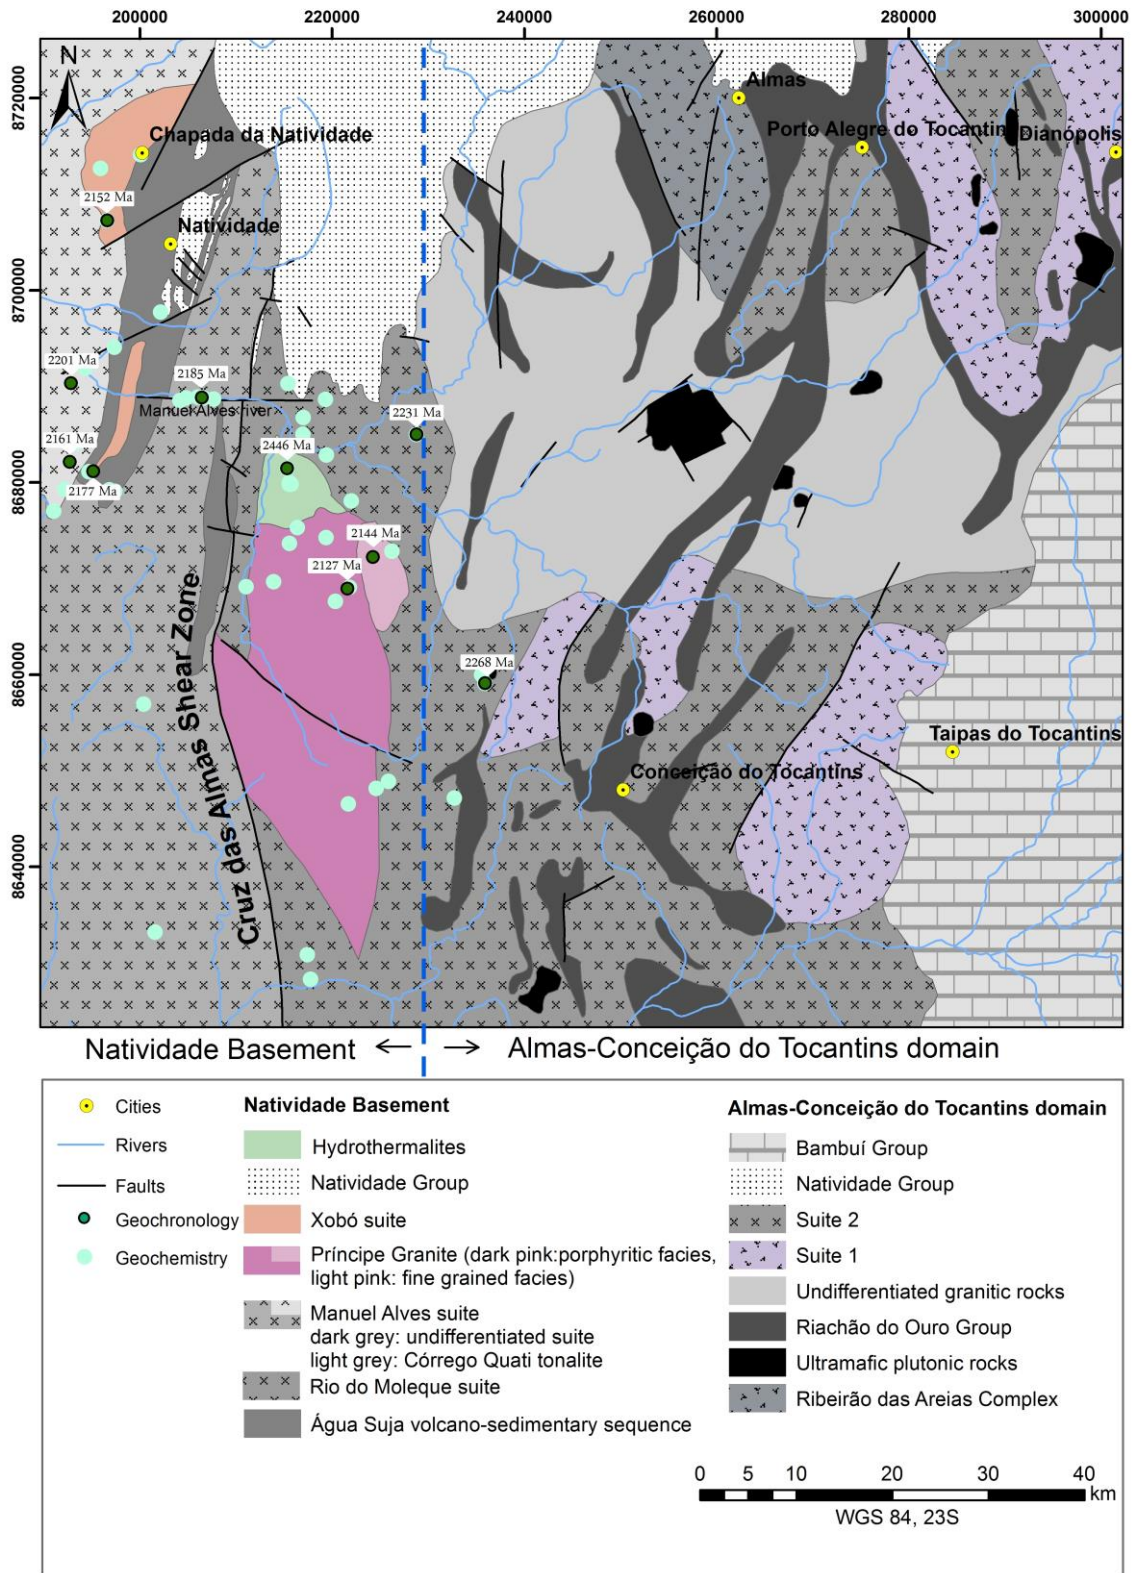 200000 220000 240000 260000 280000 300000
N
8720000
8700000
8680000
8660000
8640000
Almas
Chapada da Natividade
Porto Alegre do Tocantins
Dianópolis
2152 Ma
Natividade
2201 Ma
2185 Ma
Manuel Alves river
2231 Ma
2161 Ma
2446 Ma
2177 Ma
2144 Ma
2127 Ma
2268 Ma
Cruz das Almas Shear Zone
Taipas do Tocantins
Conceição do Tocantins
Natividade Basement
Almas-Conceição do Tocantins domain
Cities
Rivers
Faults
Geochronology
Geochemistry
Natividade Basement
Hydrothermalites
Natividade Group
Xobó suite
Príncipe Granite (dark pink:porphyritic facies,
light pink: fine grained facies)
Manuel Alves suite
dark grey: undifferentiated suite
light grey: Córrego Quati tonalite
Rio do Moleque suite
Água Suja volcano-sedimentary sequence
Almas-Conceição do Tocantins domain
Bambuí Group
Natividade Group
Suite 2
Suite 1
Undifferentiated granitic rocks
Riachão do Ouro Group
Ultramafic plutonic rocks
Ribeirão das Areias Complex
0 5 10 20 30 40
km
WGS 84, 23S